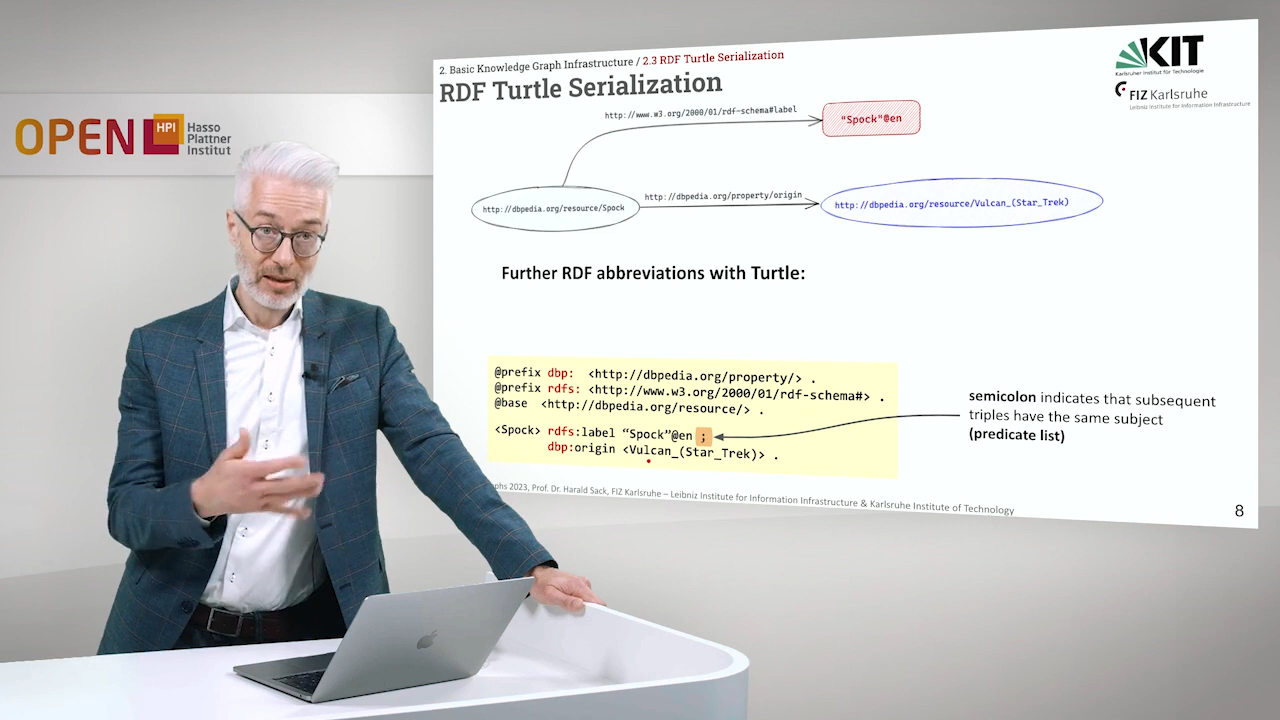 OPEN
HPI
Hasso
Plattner
Institut
2. Basic Knowledge Graph Infrastructure / 2.3 RDF Turtle Serialization
RDF Turtle Serialization
KIT
Karlsruher Institut für Technologie
FIZ Karlsruhe
Leibniz Institute for Information Infrastructure
http://www.w3.org/2000/01/rdf-schema#label
"Spock"@en
http://dbpedia.org/resource/Spock
http://dbpedia.org/property/origin
http://dbpedia.org/resource/Vulcan_(Star_Trek)
Further RDF abbreviations with Turtle:
@prefix dbp: <http://dbpedia.org/property/> .
@prefix rdfs: <http://www.w3.org/2000/01/rdf-schema#> .
@base <http://dbpedia.org/resource/> .
<Spock> rdfs:label “Spock”@en ;
dbp:origin <Vulcan_(Star_Trek)> .
semicolon indicates that subsequent
triples have the same subject
(predicate list)
2023, Prof. Dr. Harald Sack, FIZ Karlsruhe – Leibniz Institute for Information Infrastructure & Karlsruhe Institute of Technology
8